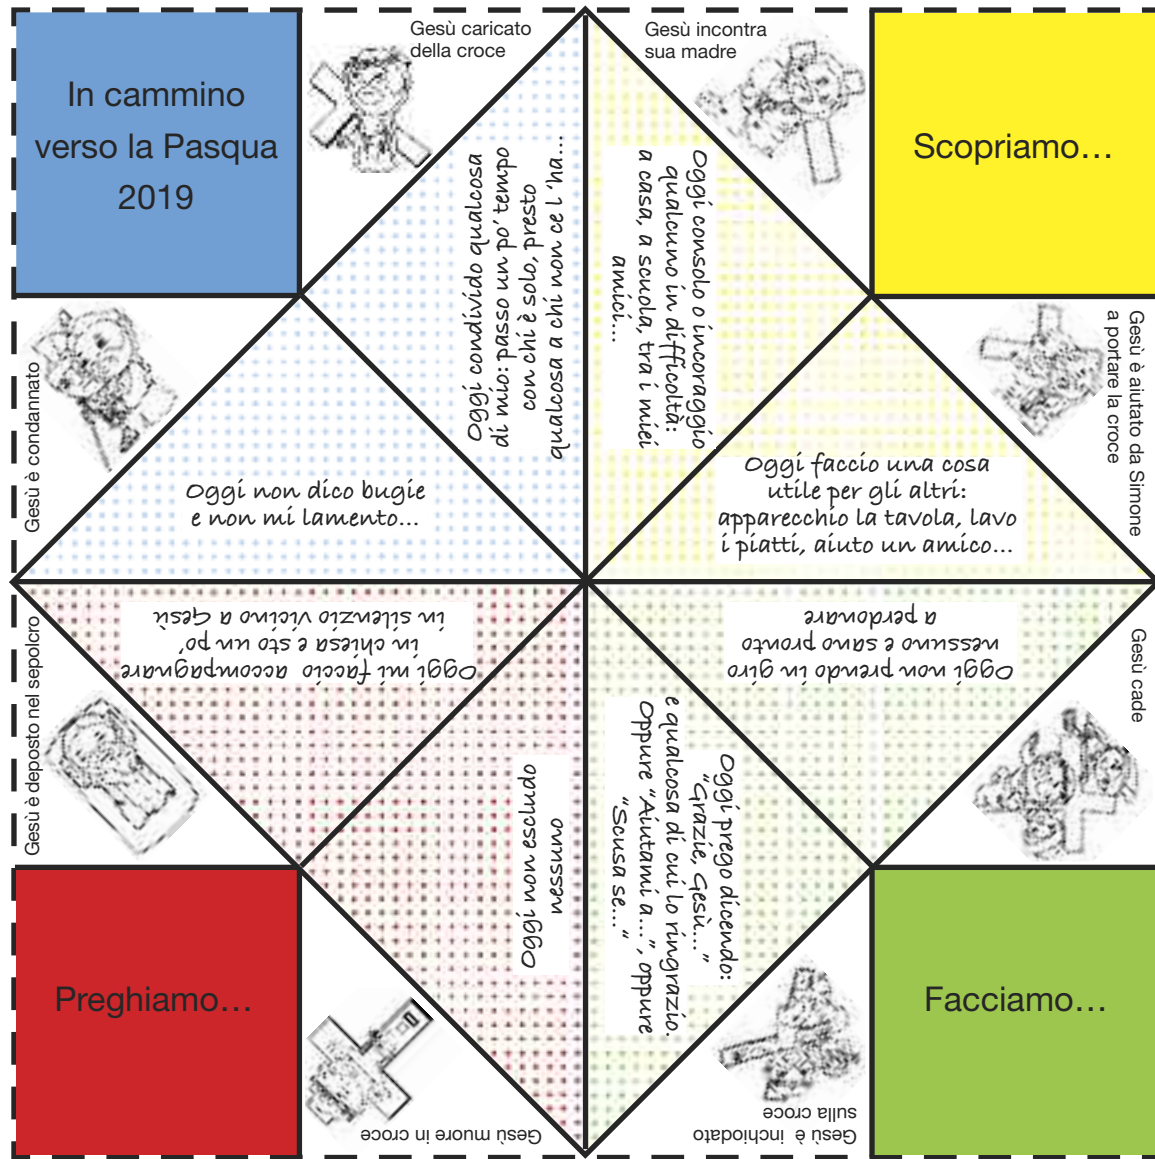 In cammino
verso la Pasqua
2019
Gesù caricato
della croce
Gesù incontra
sua madre
Scopriamo...
Gesù è condannato
Oggi condivido qualcosa
di mio: passo un po' tempo
con chi è solo, presto
qualcosa a chi non ce l 'ha...
Oggi consolo o incoraggio
qualcuno in difficoltà:
a casa, a scuola, tra i miei
amici...
Gesù è aiutato da Simone
a portare la croce
Oggi non dico bugie
e non mi lamento...
Oggi faccio una cosa
utile per gli altri:
apparecchio la tavola, lavo
i piatti, aiuto un amico...
Gesù è deposto nel sepolcro
Oggi mi faccio accompagnare
in chiesa e sto un po'
in silenzio vicino a Gesù
Oggi non prendo in giro
nessuno e sano pronto
a perdonare
Gesù cade
Oggi non escludo
nessuno
Oggi prego dicendo:
"Grazie, Gesù..."
e qualcosa di cui lo ringrazio.
Oppure "Aiutami a...", oppure
"Scusa se..."
Preghiamo...
Gesù muore in croce
Gesù è inchiodato
sulla croce
Facciamo...